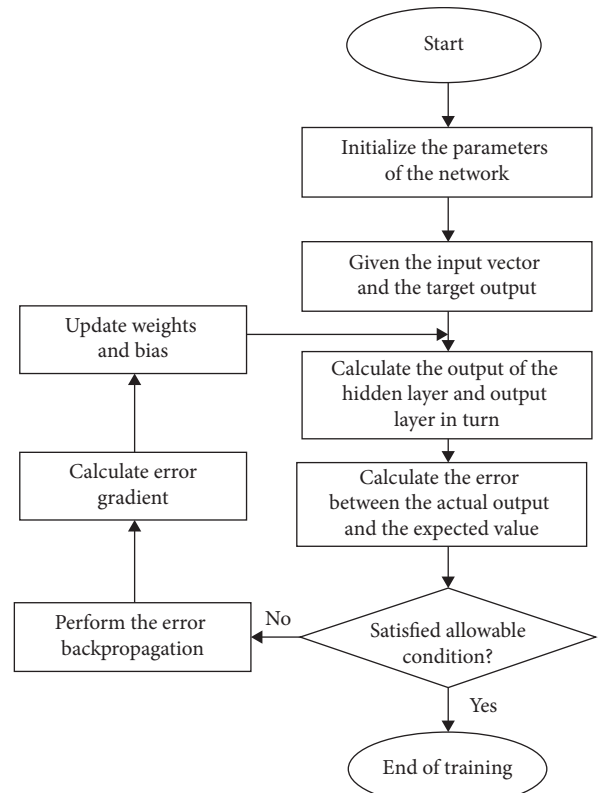 Start
Initialize the parameters
of the network
Given the input vector
and the target output
Update weights
and bias
Calculate the output of the
hidden layer and output
layer in turn
Calculate error
gradient
Calculate the error
between the actual output
and the expected value
Perform the error
backpropagation
No
Satisfied allowable
condition?
Yes
End of training